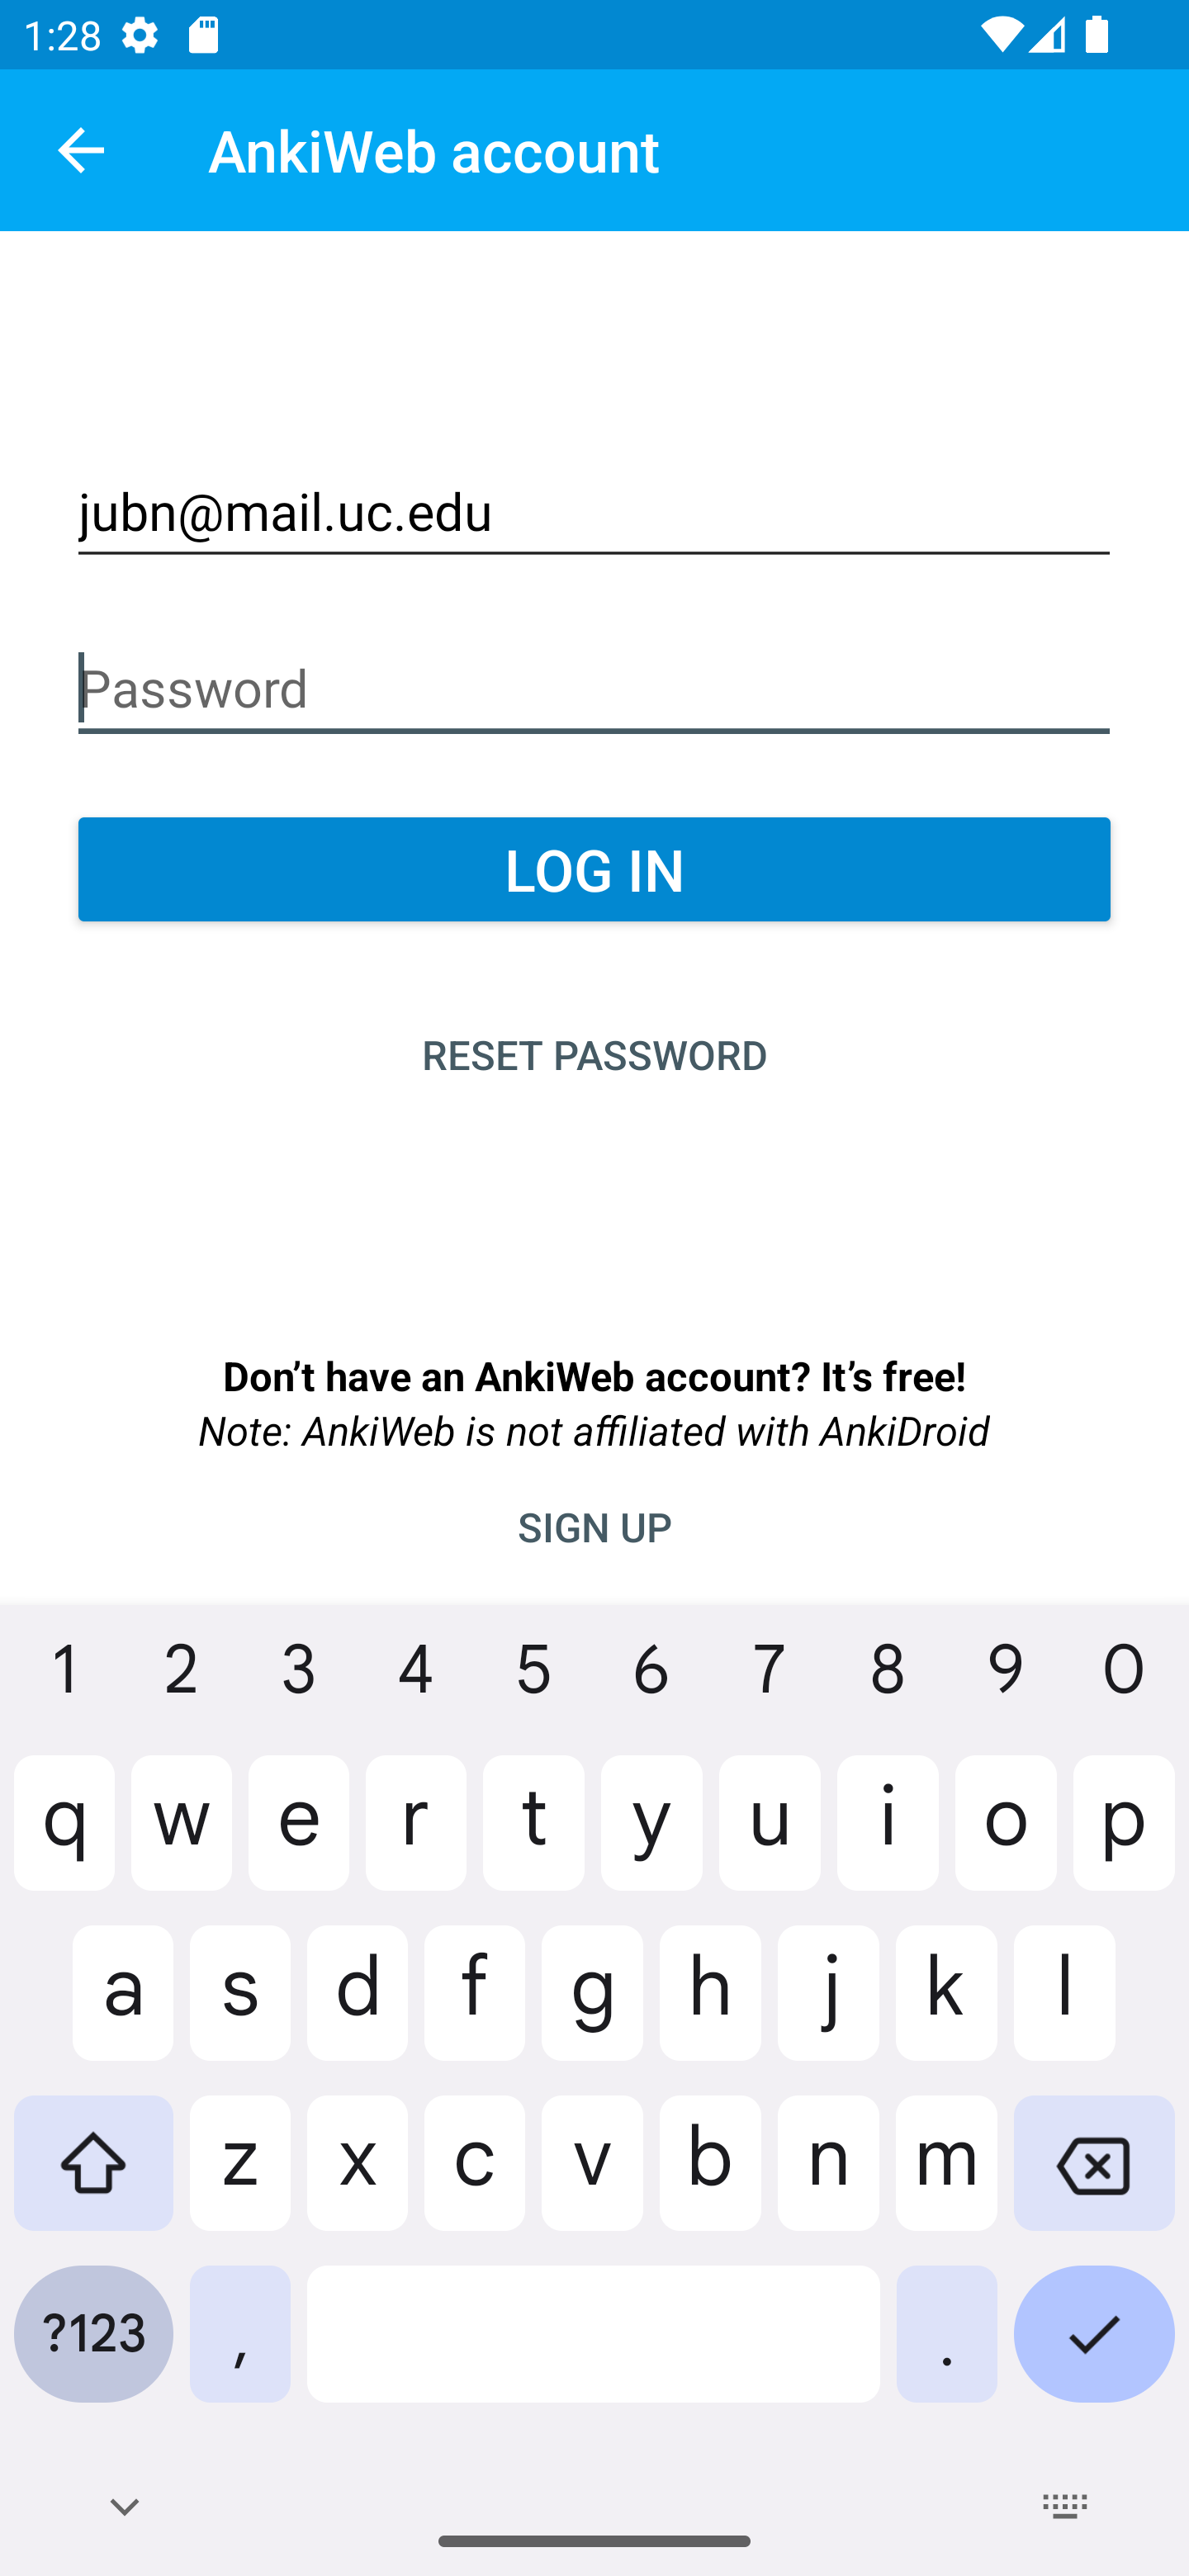 1:28
AnkiWeb account
jubn@mail.uc.edu
Password
LOG IN
RESET PASSWORD
Don’t have an AnkiWeb account? It’s free!
Note: AnkiWeb is not affiliated with AnkiDroid
SIGN UP
1 2 3 4 5 6 7 8 9 0
q w e r t y u i o p
a s d f g h j k l
z x c v b n m
?123 , .